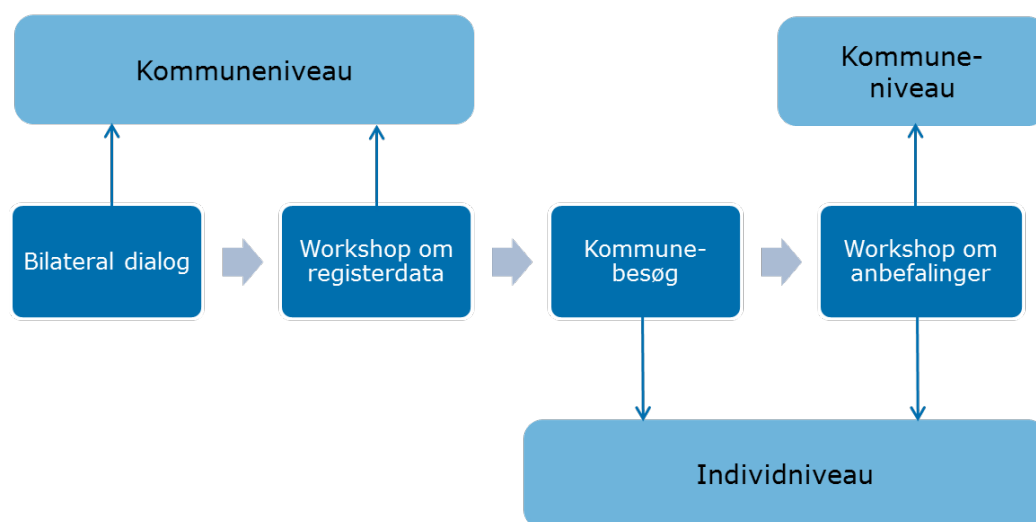 Kommuneniveau
Kommune-
niveau
Bilateral dialog
Workshop om
registerdata
Kommune-
besøg
Workshop om
anbefalinger
Individniveau